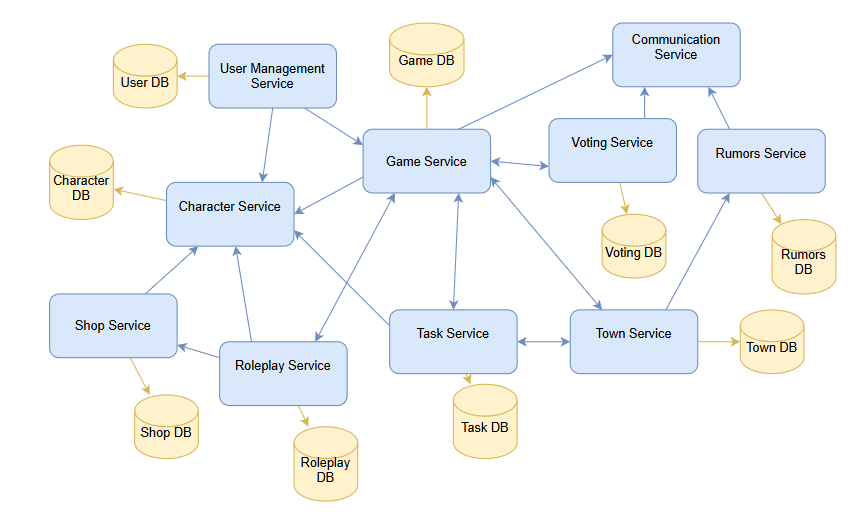 Communication
Service
Game DB
User Management
Service
User DB
Voting Service
Rumors Service
Game Service
Character
DB
Character Service
Voting DB
Rumors
DB
Shop Service
Task Service
Town Service
Town DB
Roleplay Service
Shop DB
Task DB
Roleplay
DB